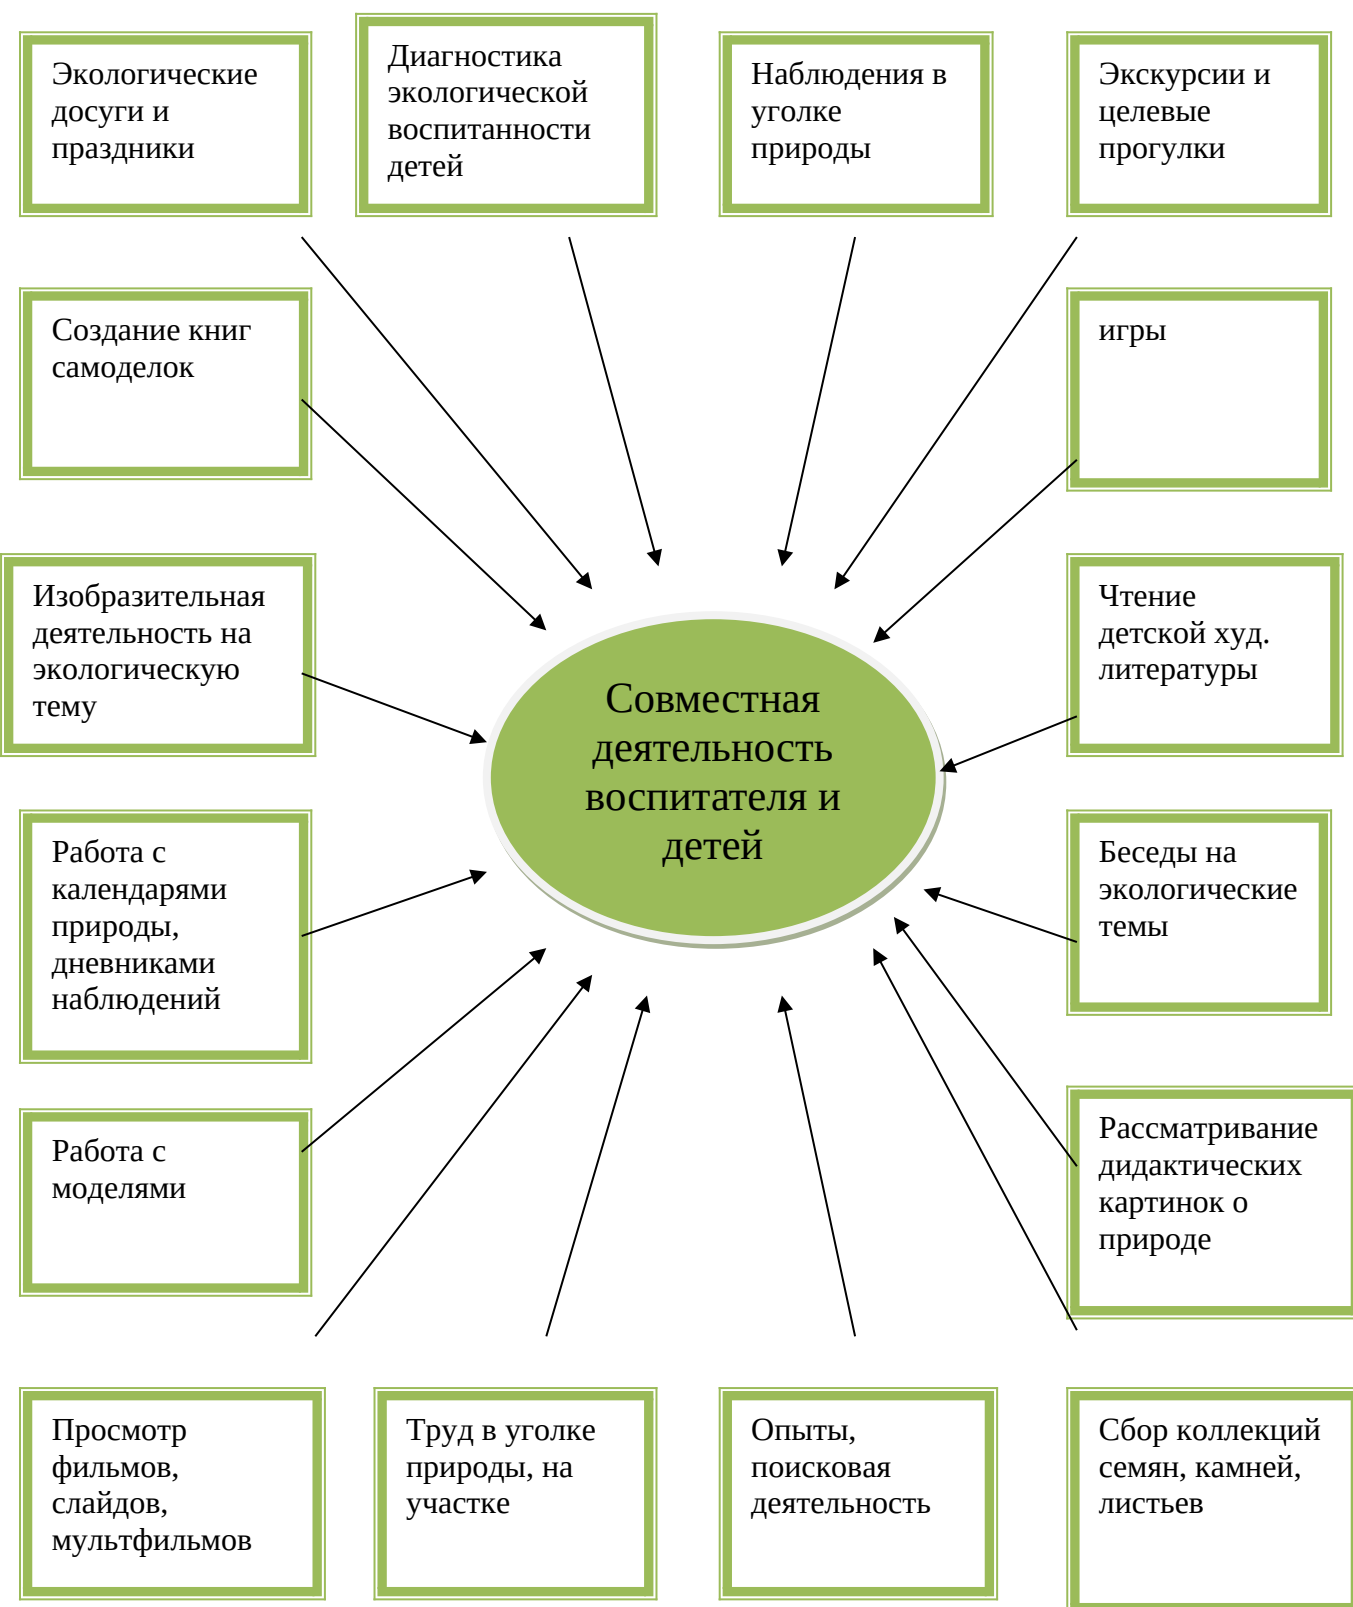 Экологические
досуги и
праздники
Диагностика
экологической
воспитанности
детей
Наблюдения в
уголке
природы
Экскурсии и
целевые
прогулки
Создание книг
самоделок
игры
Изобразительная
деятельность на
экологическую
тему
Чтение
детской худ.
литературы
Совместная
деятельность
воспитателя и
детей
Работа с
календарями
природы,
дневниками
наблюдений
Беседы на
экологические
темы
Работа с
моделями
Рассматривание
дидактических
картинок о
природе
Просмотр
фильмов,
слайдов,
мультфильмов
Труд в уголке
природы, на
участке
Опыты,
поисковая
деятельность
Сбор коллекций
семян, камней,
листьев